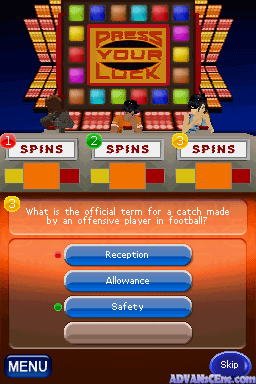 PRESS
YOUR
LUCK
1 SPINS
2 SPINS
3 SPINS
3
What is the official term for a catch made
by an offensive player in football?
Reception
Allowance
Safety
MENU
Skip
ADVANSCENE.COM